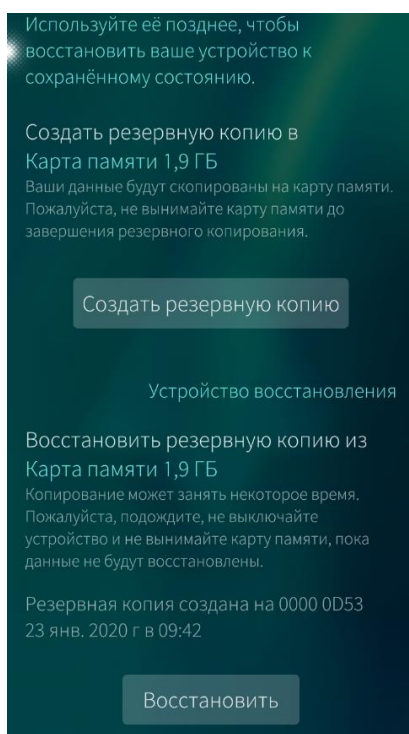 Используйте её позднее, чтобы
восстановить ваше устройство к
сохранённому состоянию.
Создать резервную копию в
Карта памяти 1,9 ГБ
Ваши данные будут скопированы на карту памяти.
Пожалуйста, не вынимайте карту памяти до
завершения резервного копирования.
Создать резервную копию
Устройство восстановления
Восстановить резервную копию из
Карта памяти 1,9 ГБ
Копирование может занять некоторое время.
Пожалуйста, подождите, не выключайте
устройство и не вынимайте карту памяти, пока
данные не будут восстановлены.
Резервная копия создана на 0000 0D53
23 янв. 2020 г в 09:42
Восстановить